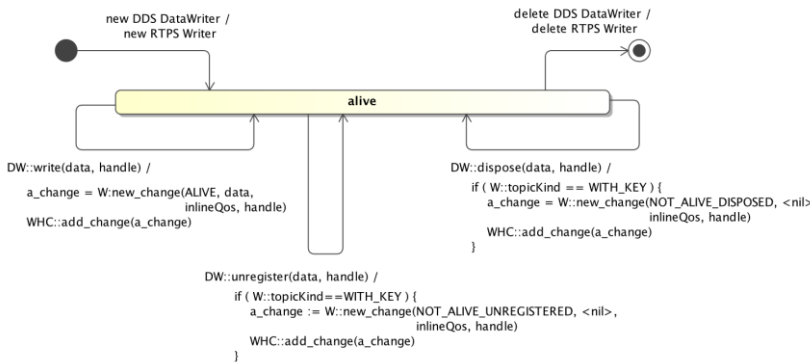 new DDS DataWriter /
new RTPS Writer
delete DDS DataWriter /
delete RTPS Writer
alive
DW::write(data, handle) /
a_change = W:new_change(ALIVE, data,
inlineQos, handle)
WHC::add_change(a_change)
DW::dispose(data, handle) /
if ( W::topicKind == WITH_KEY ) {
a_change = W::new_change(NOT_ALIVE_DISPOSED, <nil>
inlineQos, handle)
WHC::add_change(a_change)
}
DW::unregister(data, handle) /
if ( W::topicKind==WITH_KEY ) {
a_change := W::new_change(NOT_ALIVE_UNREGISTERED, <nil>,
inlineQos, handle)
WHC::add_change(a_change)
}